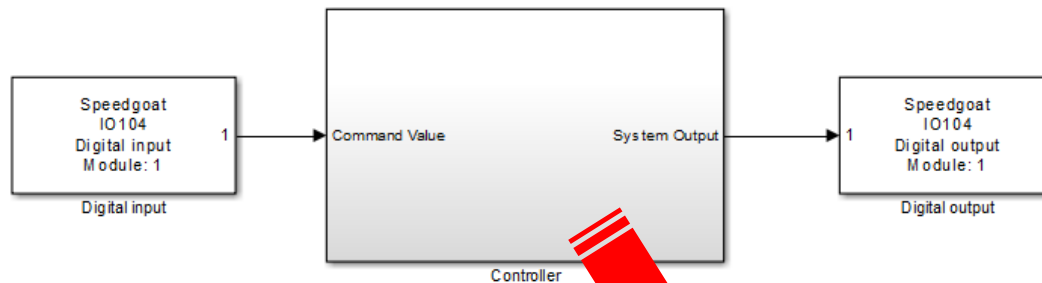 Speedgoat
IO104
Digital input
Module: 1
1
Digital input
Command Value
System Output
Controller
1
Speedgoat
IO104
Digital output
Module: 1
Digital output